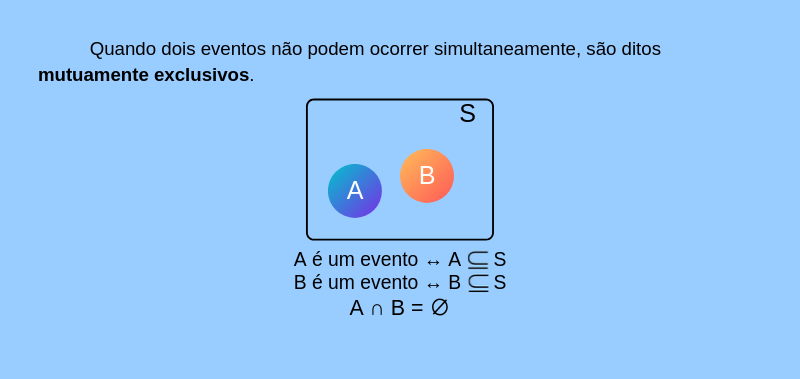 Quando dois eventos não podem ocorrer simultaneamente, são ditos
mutuamente exclusivos.
S
B
A
A é um evento ↔ A ⊆ S
B é um evento ↔ B ⊆ S
A ∩ B = ∅